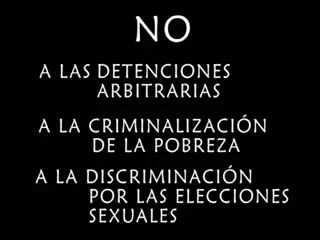 NO
A LAS DETENCIONES
ARBITRARIAS
A LA CRIMINALIZACIÓN
DE LA POBREZA
A LA DISCRIMINACIÓN
POR LAS ELECCIONES
SEXUALES